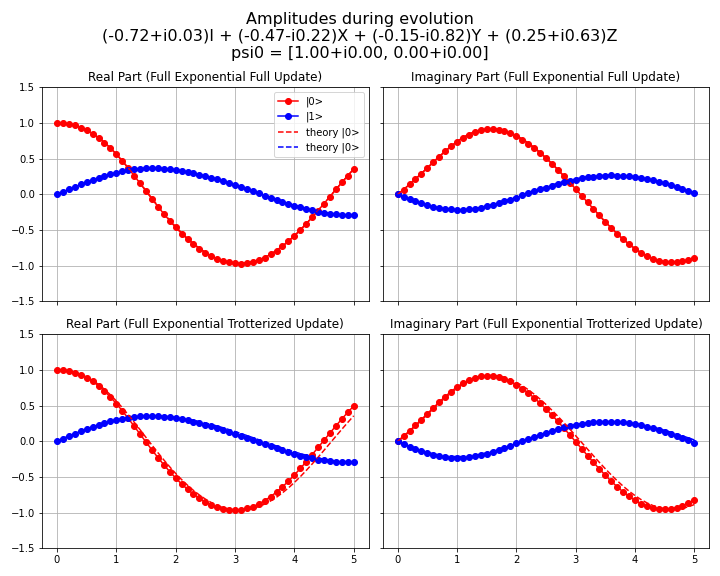 Amplitudes during evolution
(-0.72+i0.03)I + (-0.47-i0.22)X + (-0.15-i0.82)Y + (0.25+i0.63)Z
psi0 = [1.00+i0.00, 0.00+i0.00]
Real Part (Full Exponential Full Update)
1.5
1.0
0.5
0.0
−0.5
−1.0
−1.5
|0>
|1>
theory |0>
theory |0>
Imaginary Part (Full Exponential Full Update)
Real Part (Full Exponential Trotterized Update)
1.5
1.0
0.5
0.0
−0.5
−1.0
−1.5
0 1 2 3 4 5
Imaginary Part (Full Exponential Trotterized Update)
0 1 2 3 4 5